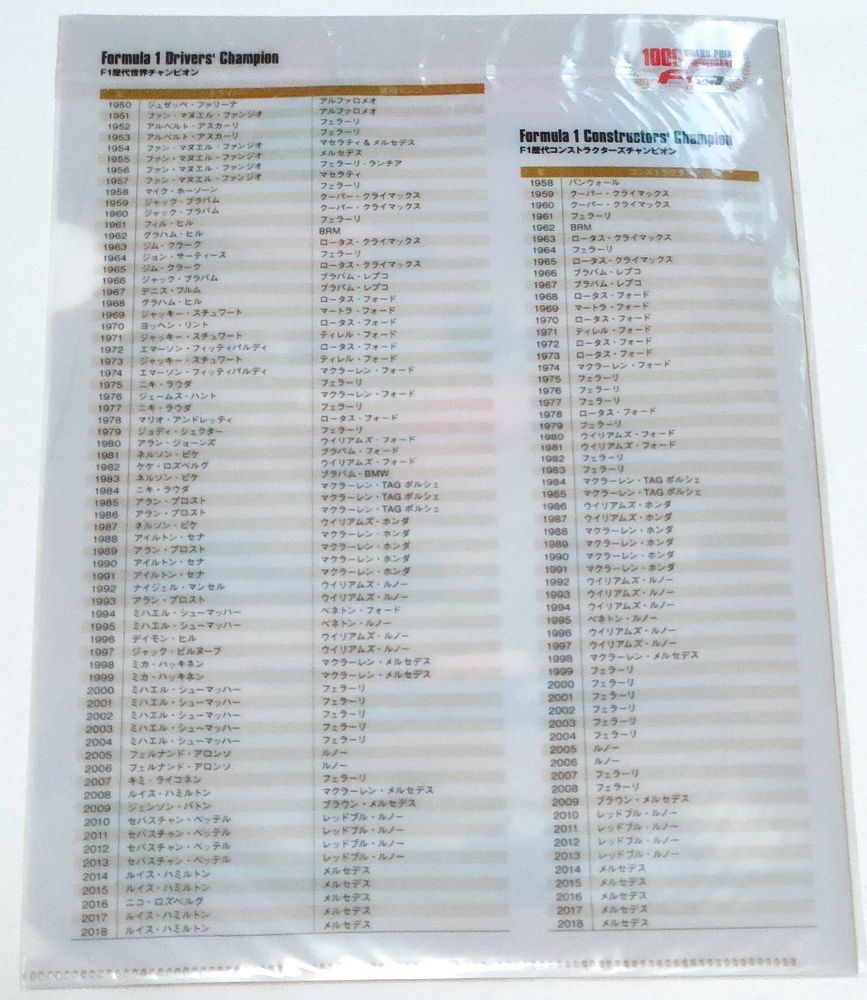 Formula 1 Drivers' Champion
F1歴代世界チャンピオン
1950 ジュゼッペ・ファリーナ アルファロメオ
1951 ファン・マヌエル・ファンジオ アルファロメオ
1952 アルベルト・アスカーリ フェラーリ
1953 アルベルト・アスカーリ フェラーリ
1954 ファン・マヌエル・ファンジオ マセラティ & メルセデス
1955 ファン・マヌエル・ファンジオ メルセデス
1956 ファン・マヌエル・ファンジオ フェラーリ・ランチア
1957 ファン・マヌエル・ファンジオ マセラティ
1958 マイク・ホーソーン フェラーリ
1959 ジャック・ブラバム クーパー・クライマックス
1960 ジャック・ブラバム クーパー・クライマックス
1961 フィル・ヒル フェラーリ
1962 グラハム・ヒル BRM
1963 ジム・クラーク ロータス・クライマックス
1964 ジョン・サーティース フェラーリ
1965 ジム・クラーク ロータス・クライマックス
1966 ジャック・ブラバム ブラバム・レプコ
1967 デニス・フルム ブラバム・レプコ
1968 グラハム・ヒル ロータス・フォード
1969 ジャッキー・スチュワート マートラ・フォード
1970 ヨッヘン・リント ロータス・フォード
1971 ジャッキー・スチュワート ティレル・フォード
1972 エマーソン・フィッティパルディ ロータス・フォード
1973 ジャッキー・スチュワート ティレル・フォード
1974 エマーソン・フィッティパルディ マクラーレン・フォード
1975 ニキ・ラウダ フェラーリ
1976 ジェームス・ハント マクラーレン・フォード
1977 ニキ・ラウダ フェラーリ
1978 マリオ・アンドレッティ ロータス・フォード
1979 ジョディ・シェクター フェラーリ
1980 アラン・ジョーンズ ウイリアムズ・フォード
1981 ネルソン・ピケ ブラバム・フォード
1982 ケケ・ロズベルグ ウイリアムズ・フォード
1983 ネルソン・ピケ ブラバム・BMW
1984 ニキ・ラウダ マクラーレン・TAG ポルシェ
1985 アラン・プロスト マクラーレン・TAG ポルシェ
1986 アラン・プロスト マクラーレン・TAG ポルシェ
1987 ネルソン・ピケ ウイリアムズ・ホンダ
1988 アイルトン・セナ マクラーレン・ホンダ
1989 アラン・プロスト マクラーレン・ホンダ
1990 アイルトン・セナ マクラーレン・ホンダ
1991 アイルトン・セナ マクラーレン・ホンダ
1992 ナイジェル・マンセル ウイリアムズ・ルノー
1993 アラン・プロスト ウイリアムズ・ルノー
1994 ミハエル・シューマッハー ベネトン・フォード
1995 ミハエル・シューマッハー ベネトン・ルノー
1996 デイモン・ヒル ウイリアムズ・ルノー
1997 ジャック・ビルヌーブ ウイリアムズ・ルノー
1998 ミカ・ハッキネン マクラーレン・メルセデス
1999 ミカ・ハッキネン マクラーレン・メルセデス
2000 ミハエル・シューマッハー フェラーリ
2001 ミハエル・シューマッハー フェラーリ
2002 ミハエル・シューマッハー フェラーリ
2003 ミハエル・シューマッハー フェラーリ
2004 ミハエル・シューマッハー フェラーリ
2005 フェルナンド・アロンソ ルノー
2006 フェルナンド・アロンソ ルノー
2007 キミ・ライコネン フェラーリ
2008 ルイス・ハミルトン マクラーレン・メルセデス
2009 ジェンソン・バトン ブラウン・メルセデス
2010 セバスチャン・ベッテル レッドブル・ルノー
2011 セバスチャン・ベッテル レッドブル・ルノー
2012 セバスチャン・ベッテル レッドブル・ルノー
2013 セバスチャン・ベッテル レッドブル・ルノー
2014 ルイス・ハミルトン メルセデス
2015 ルイス・ハミルトン メルセデス
2016 ニコ・ロズベルグ メルセデス
2017 ルイス・ハミルトン メルセデス
2018 ルイス・ハミルトン メルセデス
GRAND PRIX
Formula 1 Constructors' Champion
F1歴代コンストラクターズチャンピオン
1958 バンウォール
1959 クーパー・クライマックス
1960 クーパー・クライマックス
1961 フェラーリ
1962 BRM
1963 ロータス・クライマックス
1964 フェラーリ
1965 ロータス・クライマックス
1966 ブラバム・レプコ
1967 ブラバム・レプコ
1968 ロータス・フォード
1969 マートラ・フォード
1970 ロータス・フォード
1971 ティレル・フォード
1972 ロータス・フォード
1973 ロータス・フォード
1974 マクラーレン・フォード
1975 フェラーリ
1976 フェラーリ
1977 フェラーリ
1978 ロータス・フォード
1979 フェラーリ
1980 ウイリアムズ・フォード
1981 ウイリアムズ・フォード
1982 フェラーリ
1983 フェラーリ
1984 マクラーレン・TAG ポルシェ
1985 マクラーレン・TAG ポルシェ
1986 ウイリアムズ・ホンダ
1987 ウイリアムズ・ホンダ
1988 マクラーレン・ホンダ
1989 マクラーレン・ホンダ
1990 マクラーレン・ホンダ
1991 マクラーレン・ホンダ
1992 ウイリアムズ・ルノー
1993 ウイリアムズ・ルノー
1994 ウイリアムズ・ルノー
1995 ベネトン・ルノー
1996 ウイリアムズ・ルノー
1997 ウイリアムズ・ルノー
1998 マクラーレン・メルセデス
1999 フェラーリ
2000 フェラーリ
2001 フェラーリ
2002 フェラーリ
2003 フェラーリ
2004 フェラーリ
2005 ルノー
2006 ルノー
2007 フェラーリ
2008 フェラーリ
2009 ブラウン・メルセデス
2010 レッドブル・ルノー
2011 レッドブル・ルノー
2012 レッドブル・ルノー
2013 レッドブル・ルノー
2014 メルセデス
2015 メルセデス
2016 メルセデス
2017 メルセデス
2018 メルセデス